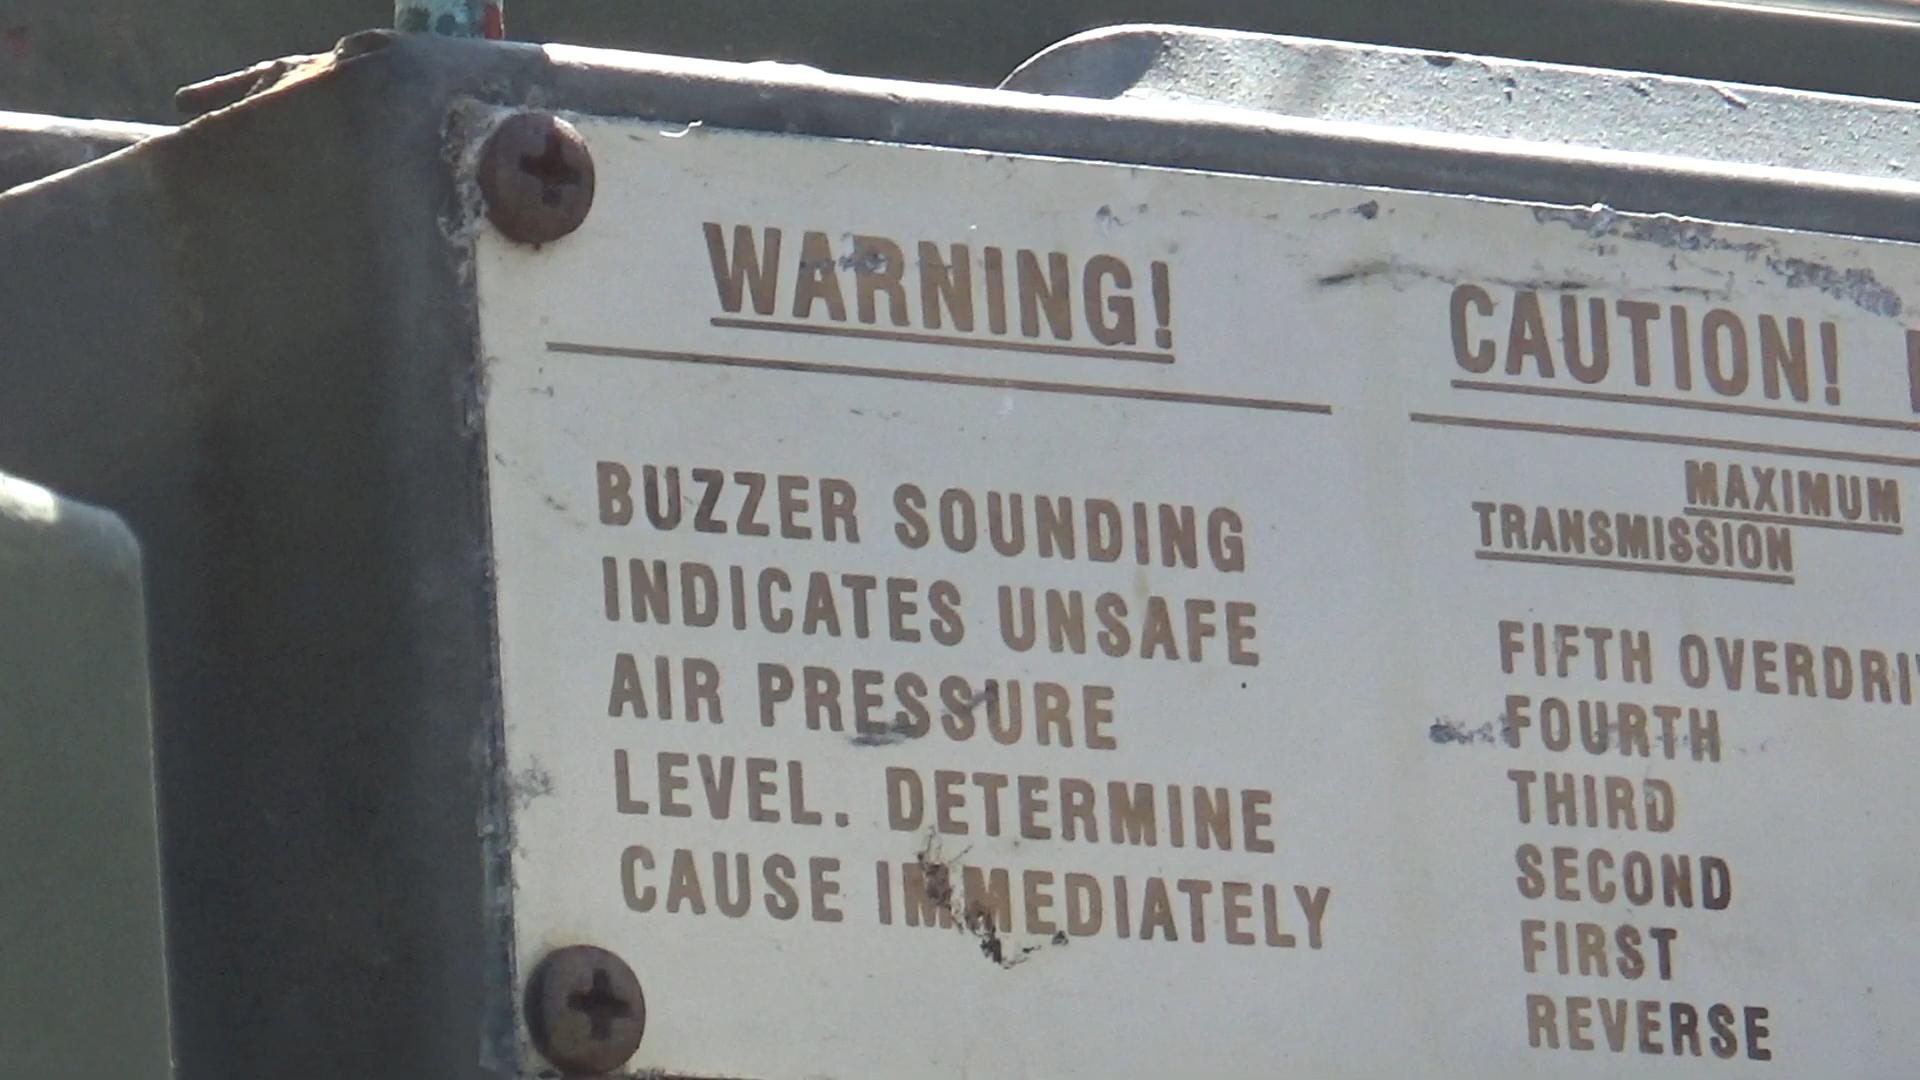 WARNING!
BUZZER SOUNDING
INDICATES UNSAFE
AIR PRESSURE
LEVEL. DETERMINE
CAUSE IMMEDIATELY
CAUTION!
MAXIMUM
TRANSMISSION
FIFTH
FOURTH
THIRD
SECOND
FIRST
REVERSE